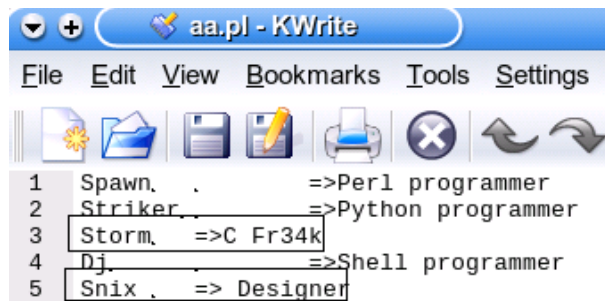 aa.pl - KWrite
File Edit View Bookmarks Tools Settings
1 Spawn. . =>Perl programmer
2 Striker.. =>Python programmer
3 Storm. =>C Fr34k
4 Dj. . =>Shell programmer
5 Snix . => Designer